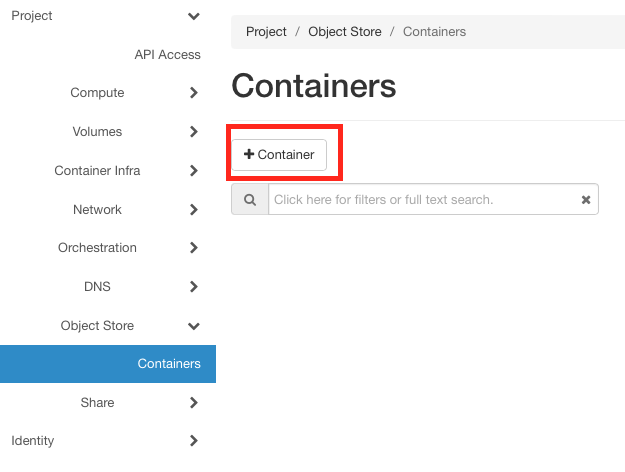 Project
API Access
Compute
Volumes
Container Infra
Network
Orchestration
DNS
Object Store
Containers
Share
Identity
Project / Object Store / Containers
Containers
+ Container
Click here for filters or full text search.